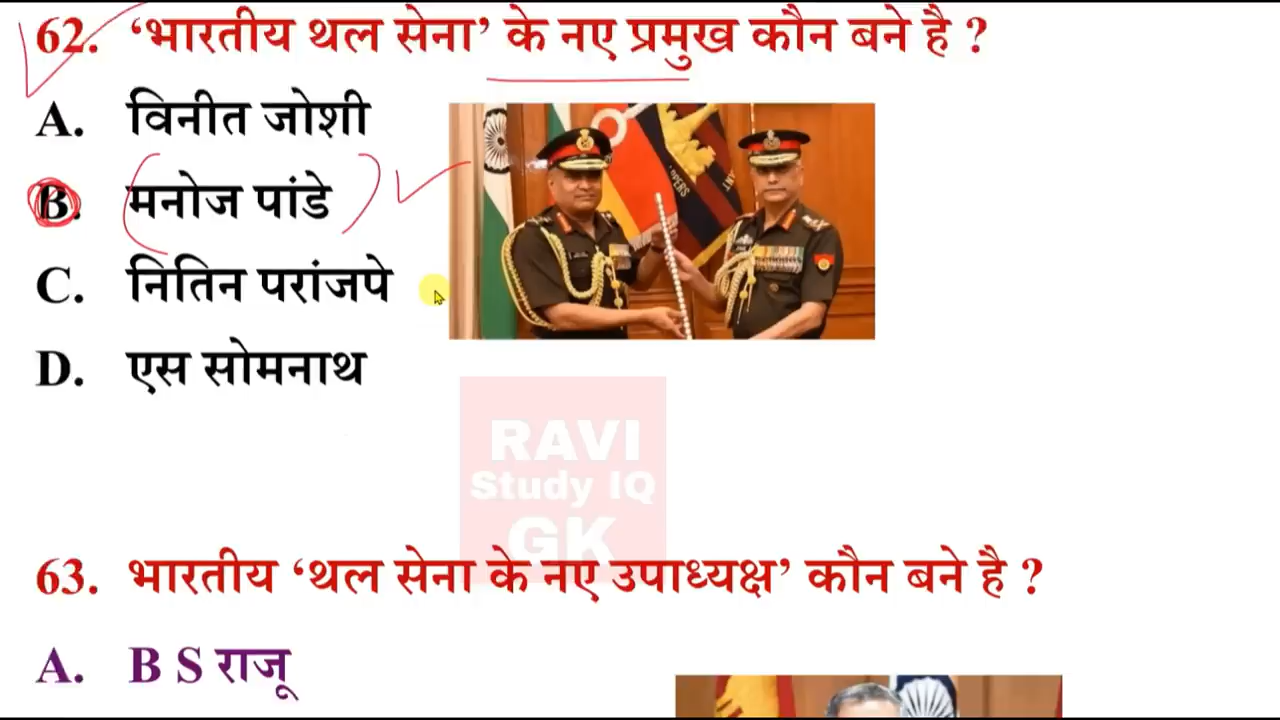 62. ‘भारतीय थल सेना’ के नए प्रमुख कौन बने है ?
A. विनीत जोशी
B. मनोज पांडे
C. नितिन परांजपे
D. एस सोमनाथ
RAVI
Study IQ
GK
63. भारतीय ‘थल सेना के नए उपाध्यक्ष’ कौन बने है ?
A. B S राजू